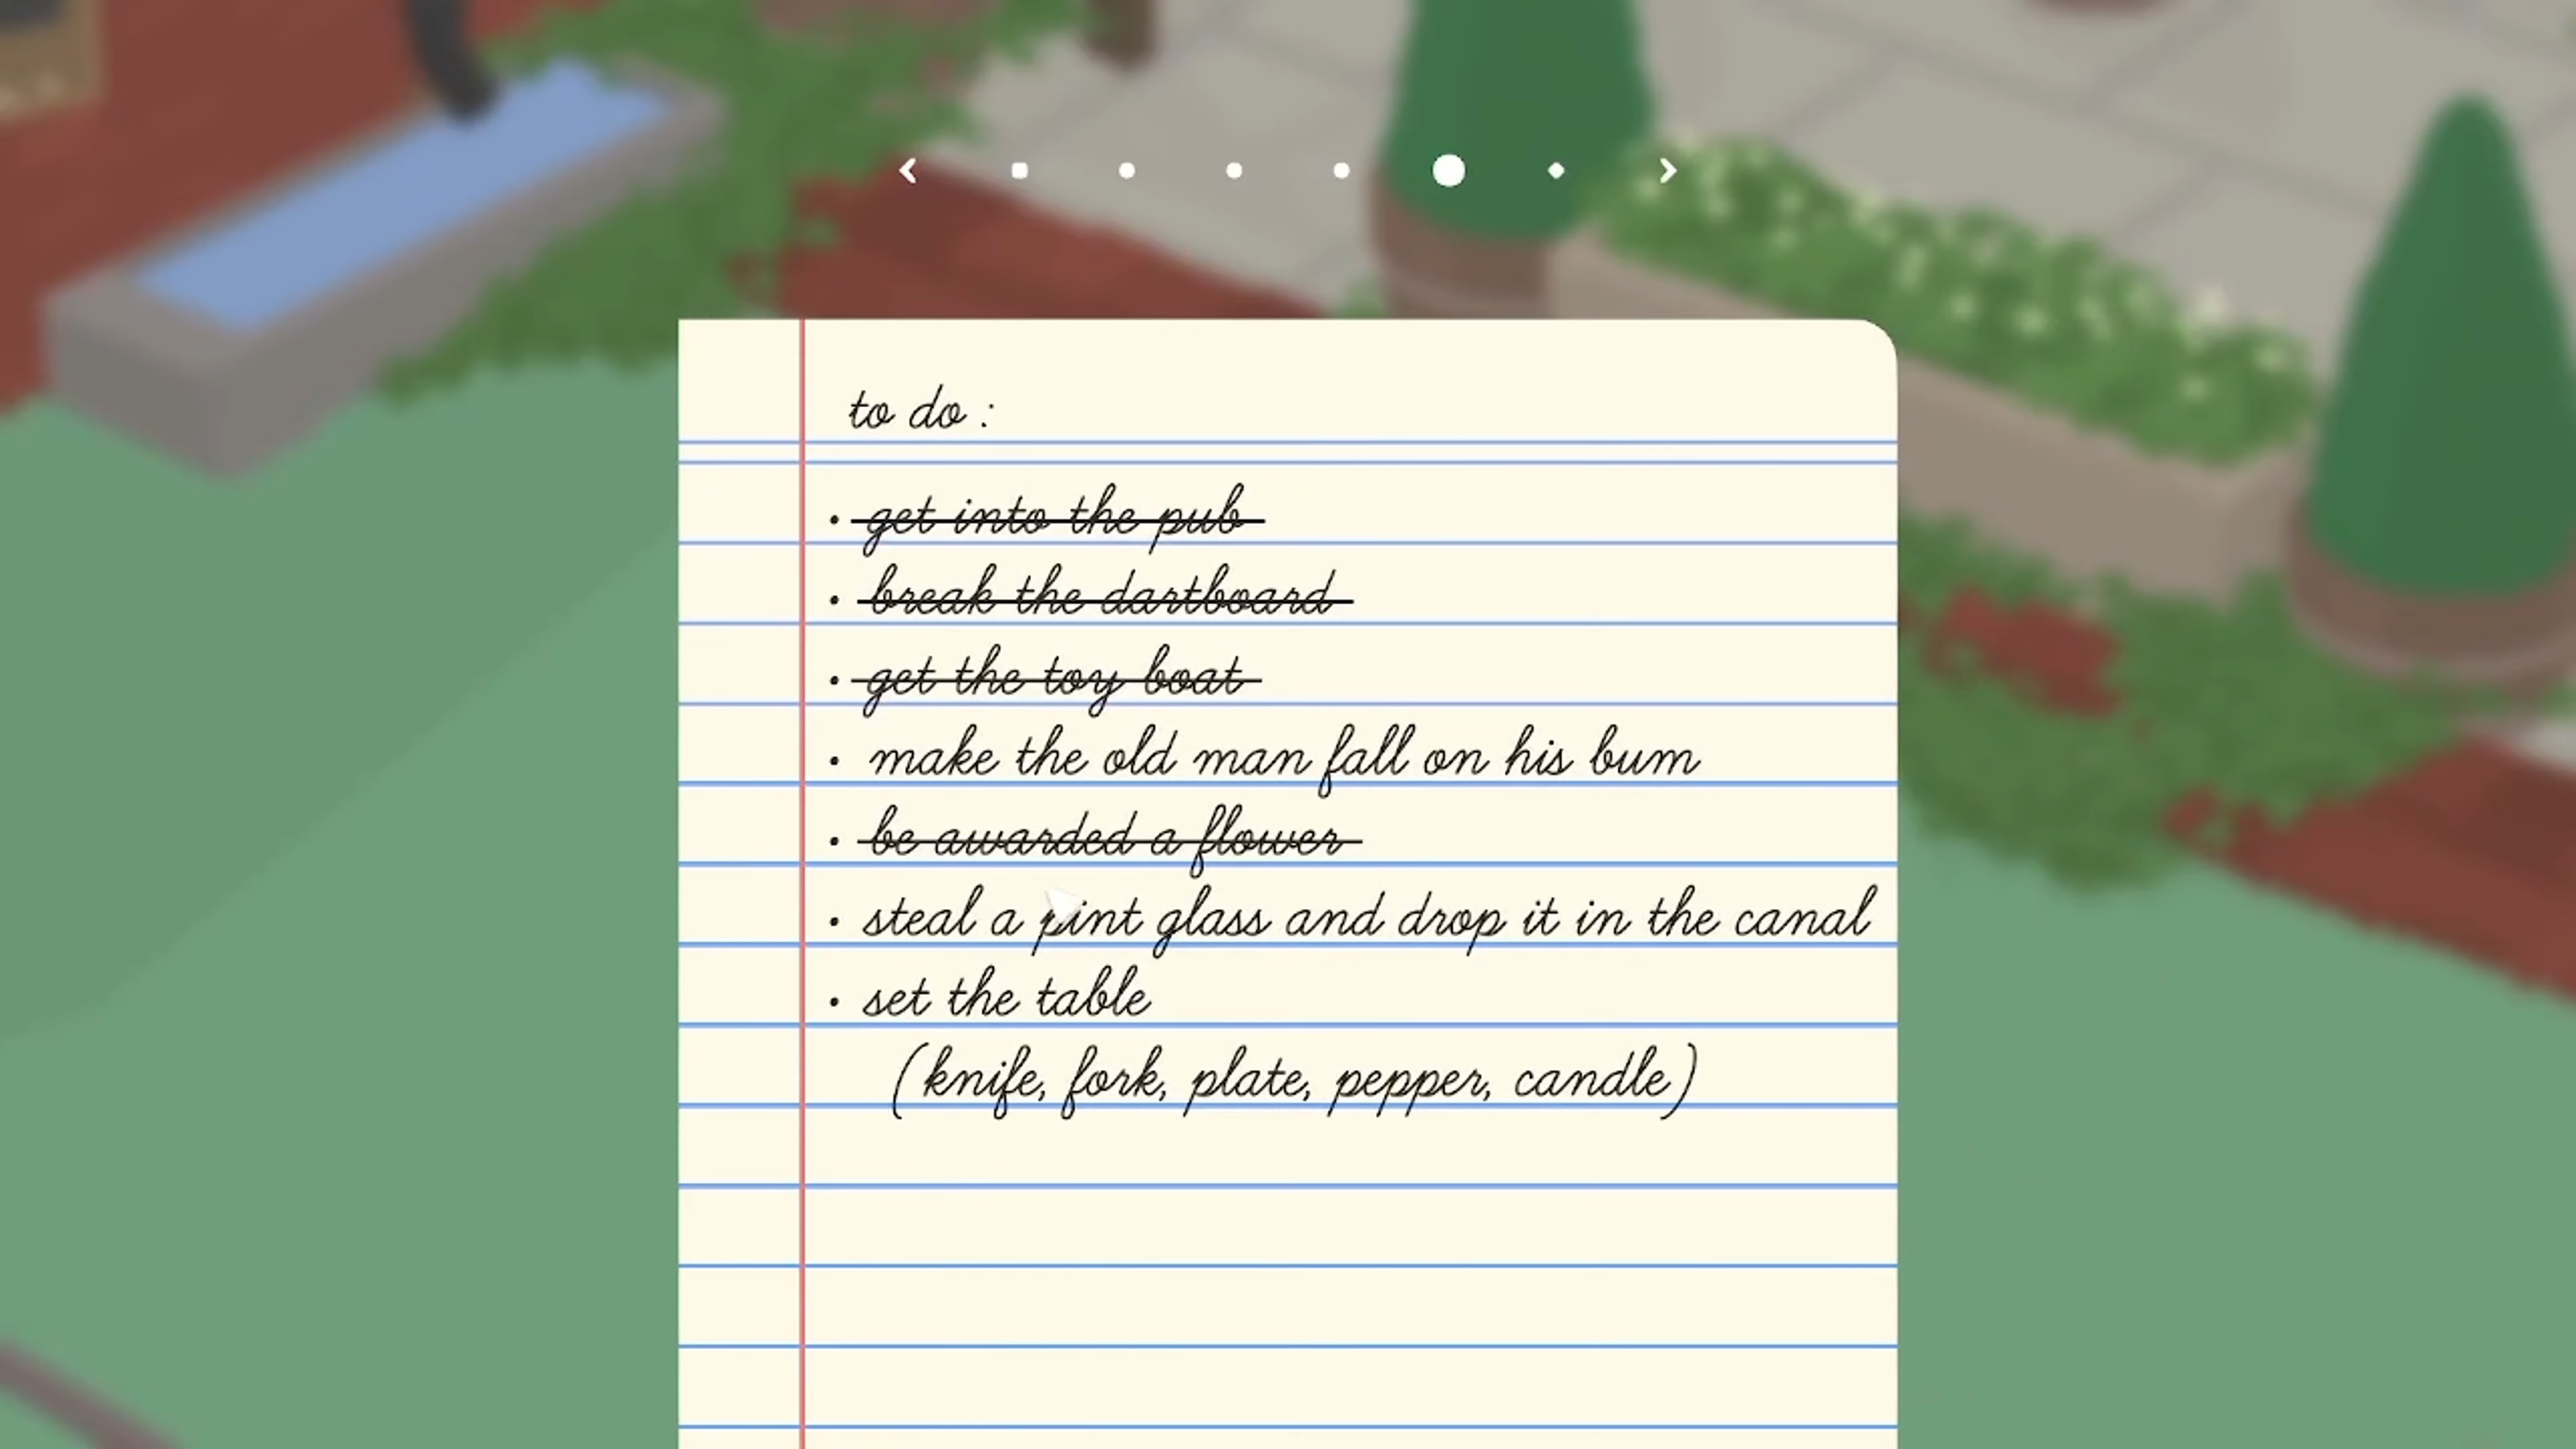 to do :
• get into the pub
• break the dartboard
• get the toy boat
• make the old man fall on his bum
• be awarded a flower
• steal a pint glass and drop it in the canal
• set the table
(knife, fork, plate, pepper, candle)